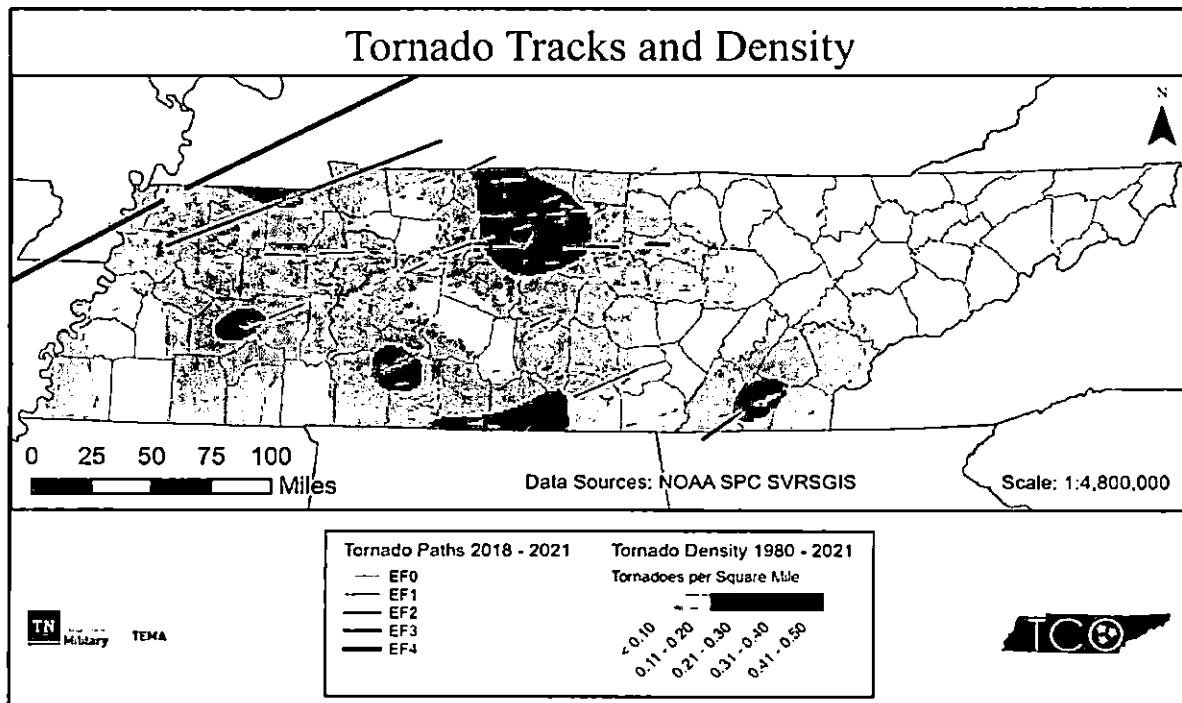 Tornado Tracks and Density
N
0 25 50 75 100
Miles
Data Sources: NOAA SPC SVRSGIS
Scale: 1:4,800,000
Tornado Paths 2018 - 2021
EF0
EF1
EF2
EF3
EF4
Tornado Density 1980 - 2021
Tornadoes per Square Mile
< 0.10
0.11 - 0.20
0.21 - 0.30
0.31 - 0.40
0.41 - 0.50
TN
Military
TEMA
TCO